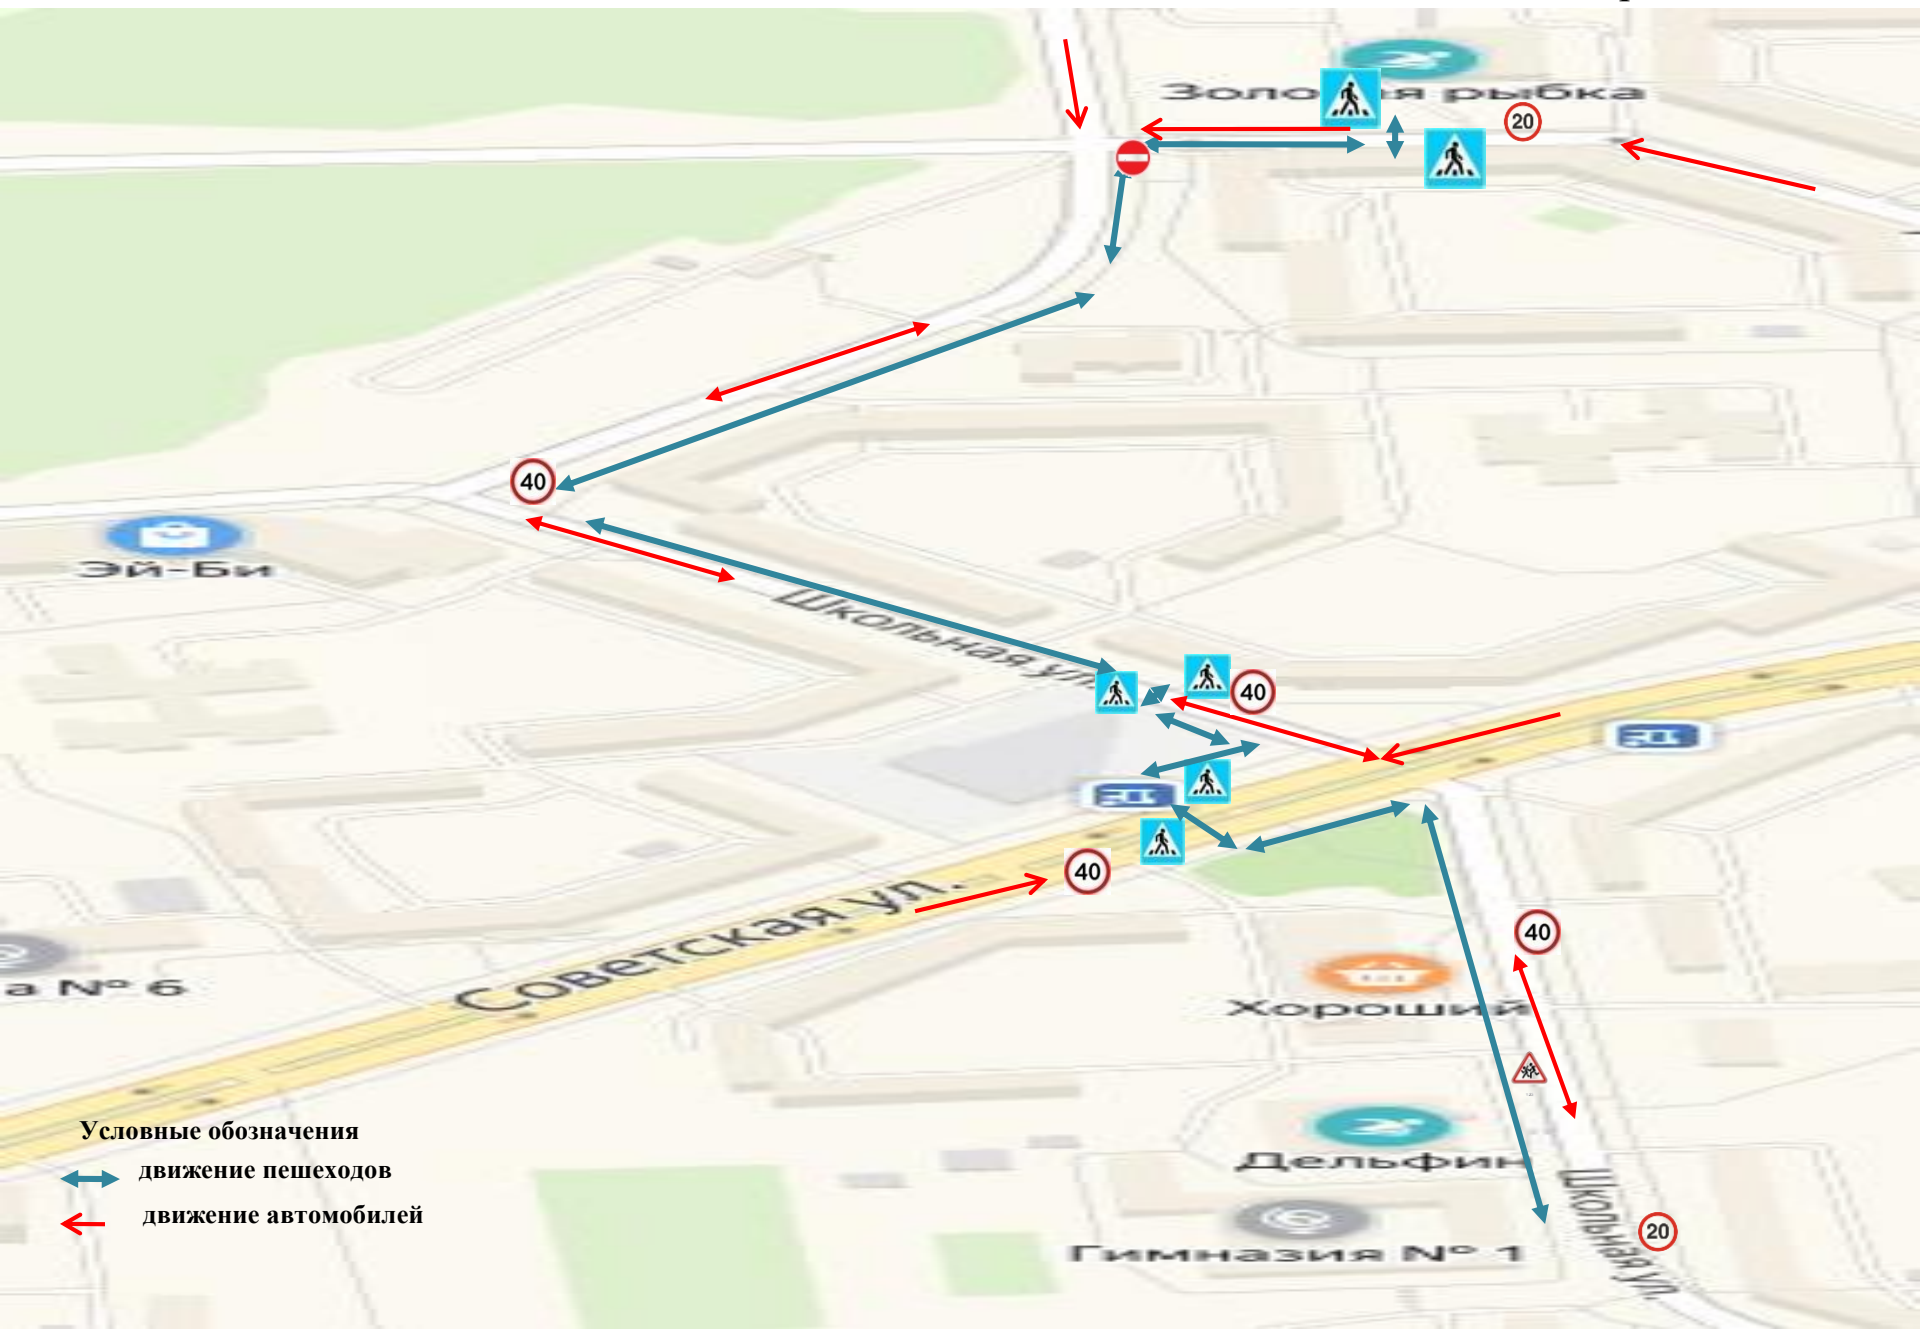 Золотая рыбка
20
40
Эй-Би
Школьная ул.
40
40
Советская ул.
40
а № 6
Хороший
Условные обозначения
движение пешеходов
Дельфин
Школьная ул.
движение автомобилей
20
Гимназия № 1